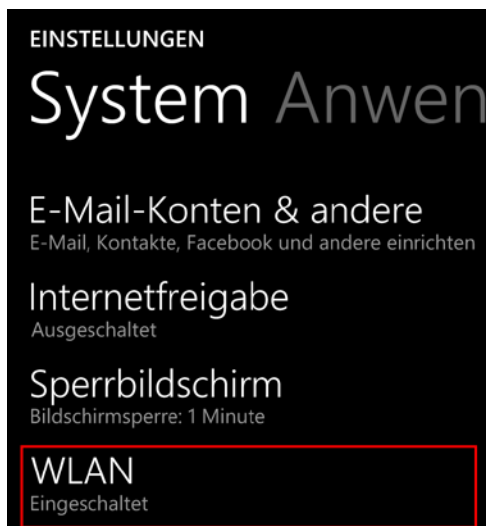 EINSTELLUNGEN
System Anwen
E-Mail-Konten & andere
E-Mail, Kontakte, Facebook und andere einrichten
Internetfreigabe
Ausgeschaltet
Sperrbildschirm
Bildschirmsperre: 1 Minute
WLAN
Eingeschaltet